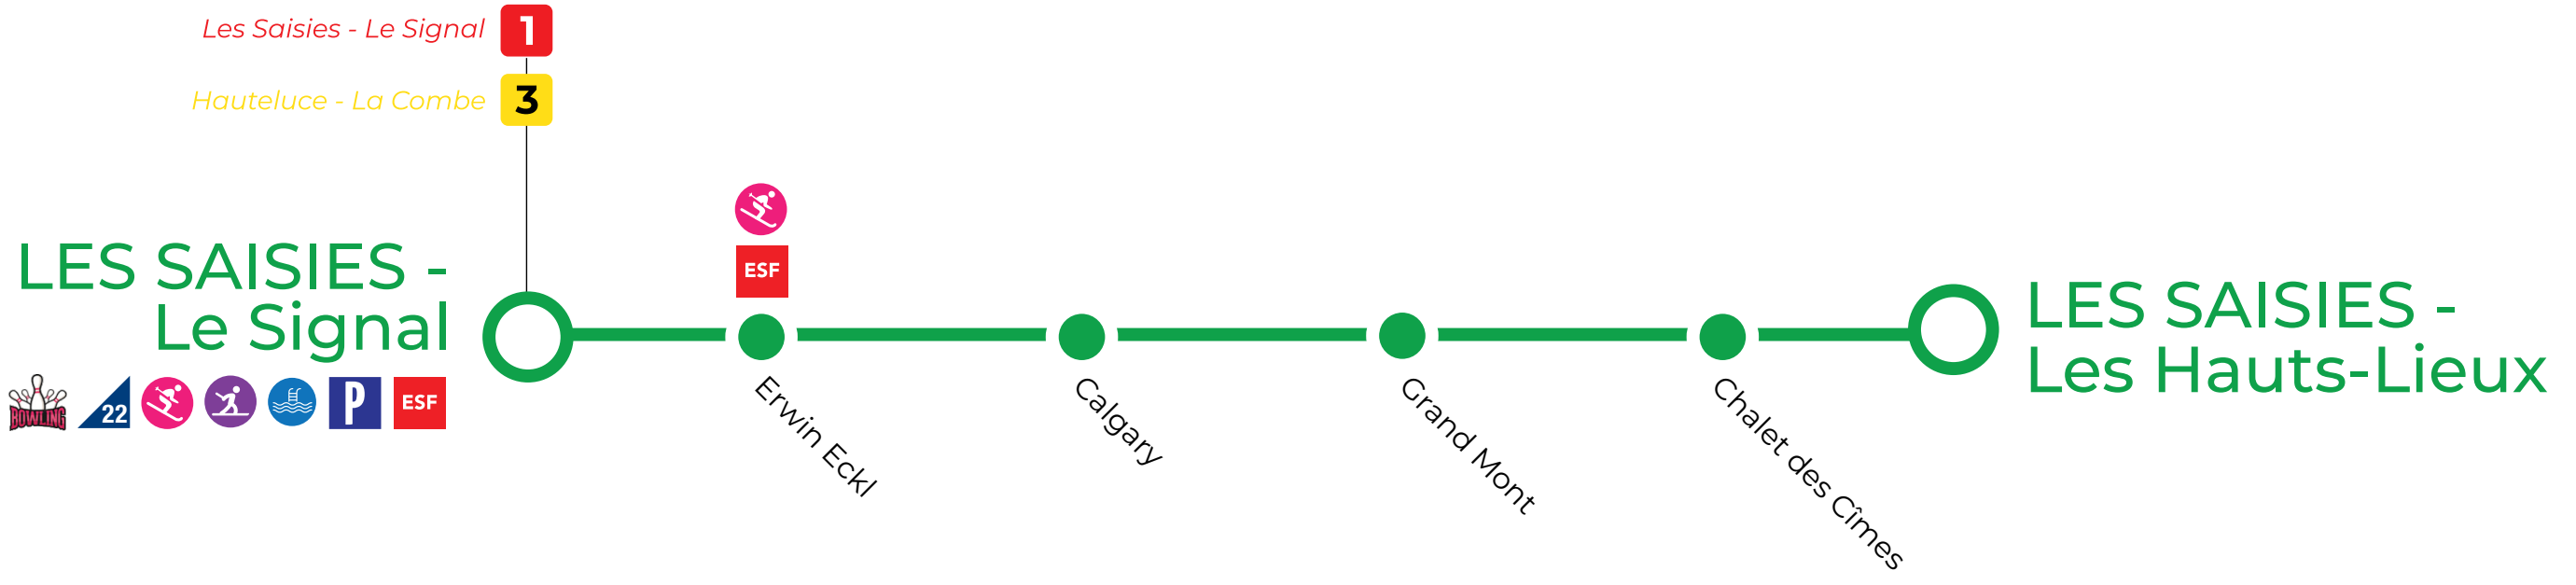 Les Saisies - Le Signal 1
Hauteluce - La Combe 3
ESF
LES SAISIES -
Le Signal
BOWLING 22 P ESF
LES SAISIES -
Les Hauts-Lieux
Erwin Eckl
Calgary
Grand Mont
Chalet des Cîmes